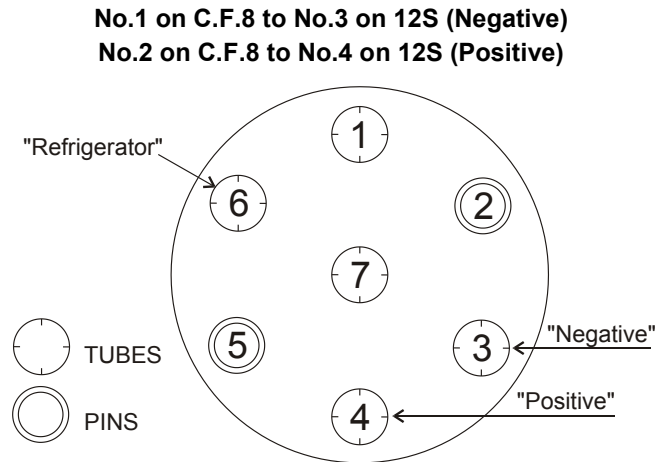 No.1 on C.F.8 to No.3 on 12S (Negative)
No.2 on C.F.8 to No.4 on 12S (Positive)
1
"Refrigerator"
6
2
7
5
3
"Negative"
TUBES
"Positive"
4
PINS